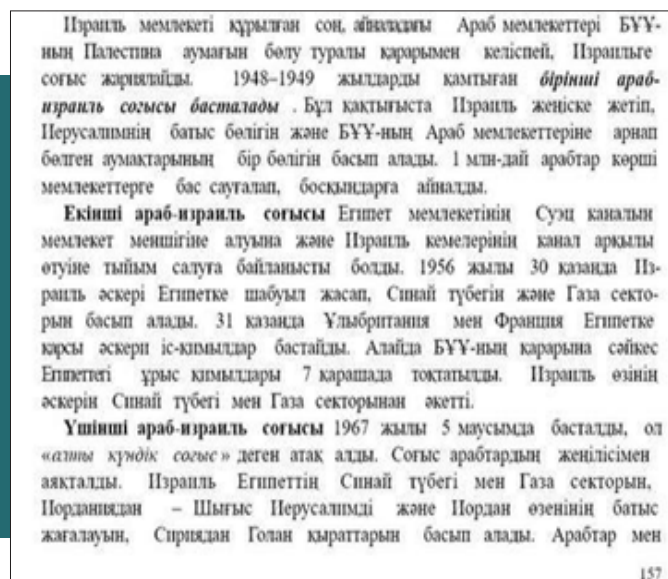 Израиль мемлекеті құрылған соң, айналадағы Араб мемлекеттері БҰҰ-
ның Палестина аумағын бөлу туралы қарарымен келіспей, Израильге
соғыс жариялайды. 1948–1949 жылдарды қамтыған бірінші араб-
израиль соғысы басталады . Бұл қақтығыста Израиль жеңіске жетіп,
Иерусалимнің батыс бөлігін және БҰҰ-ның Араб мемлекеттеріне арнап
бөлген аумақтарының бір бөлігін басып алады. 1 млн-дай арабтар көрші
мемлекеттерге бас сауғалап, босқындарға айналды.
Екінші араб-израиль соғысы Египет мемлекетінің Суэц каналын
мемлекет меншігіне алуына және Израиль кемелерінің канал арқылы
өтуіне тыйым салуға байланысты болды. 1956 жылы 30 қазанда Из-
раиль әскері Египетке шабуыл жасап, Синай түбегін және Газа секто-
рын басып алады. 31 қазанда Ұлыбритания мен Франция Египетке
қарсы әскери іс-қимылдар бастайды. Алайда БҰҰ-ның қарарына сәйкес
Египеттегі ұрыс қимылдары 7 қарашада тоқтатылды. Израиль өзінің
әскерін Синай түбегі мен Газа секторынан әкетті.
Үшінші араб-израиль соғысы 1967 жылы 5 маусымда басталды, ол
«алты күндік соғыс» деген атақ алды. Соғыс арабтардың жеңілісімен
аяқталды. Израиль Египеттің Синай түбегі мен Газа секторын,
Иорданиядан – Шығыс Иерусалимді және Иордан өзенінің батыс
жағалауын, Сириядан Голан қыраттарын басып алады. Арабтар мен
157